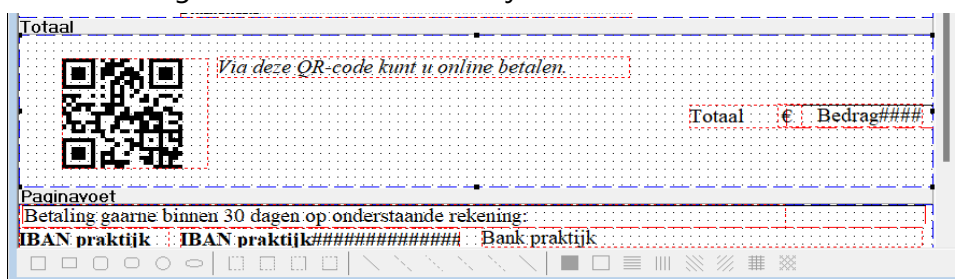 Totaal
Via deze QR-code kunt u online betalen.
Totaal € Bedrag####
Paginavoet
Betaling gaarne binnen 30 dagen op onderstaande rekening:
IBAN praktijk IBAN praktijk############## Bank praktijk